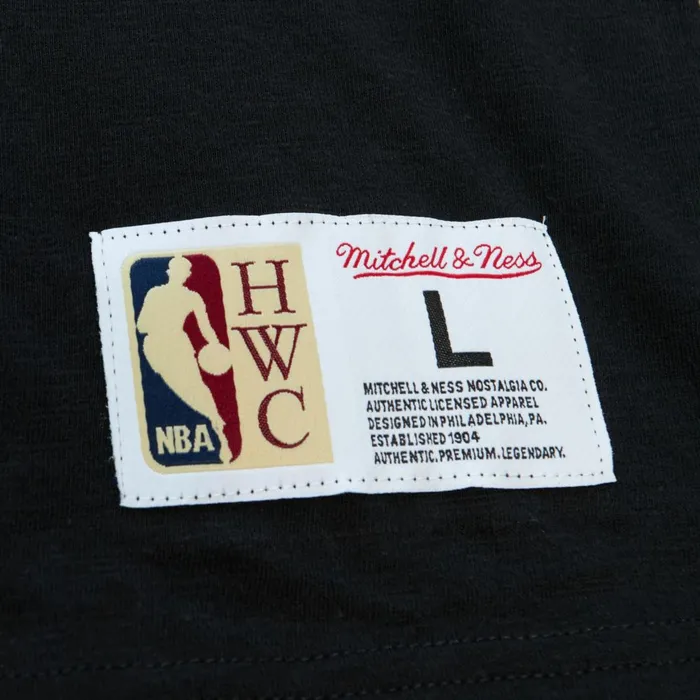 NBA
H
W
C
Mitchell & Ness
L
MITCHELL & NESS NOSTALGIA CO.
AUTHENTIC LICENSED APPAREL
DESIGNED IN PHILADELPHIA, PA.
ESTABLISHED 1904
AUTHENTIC. PREMIUM. LEGENDARY.